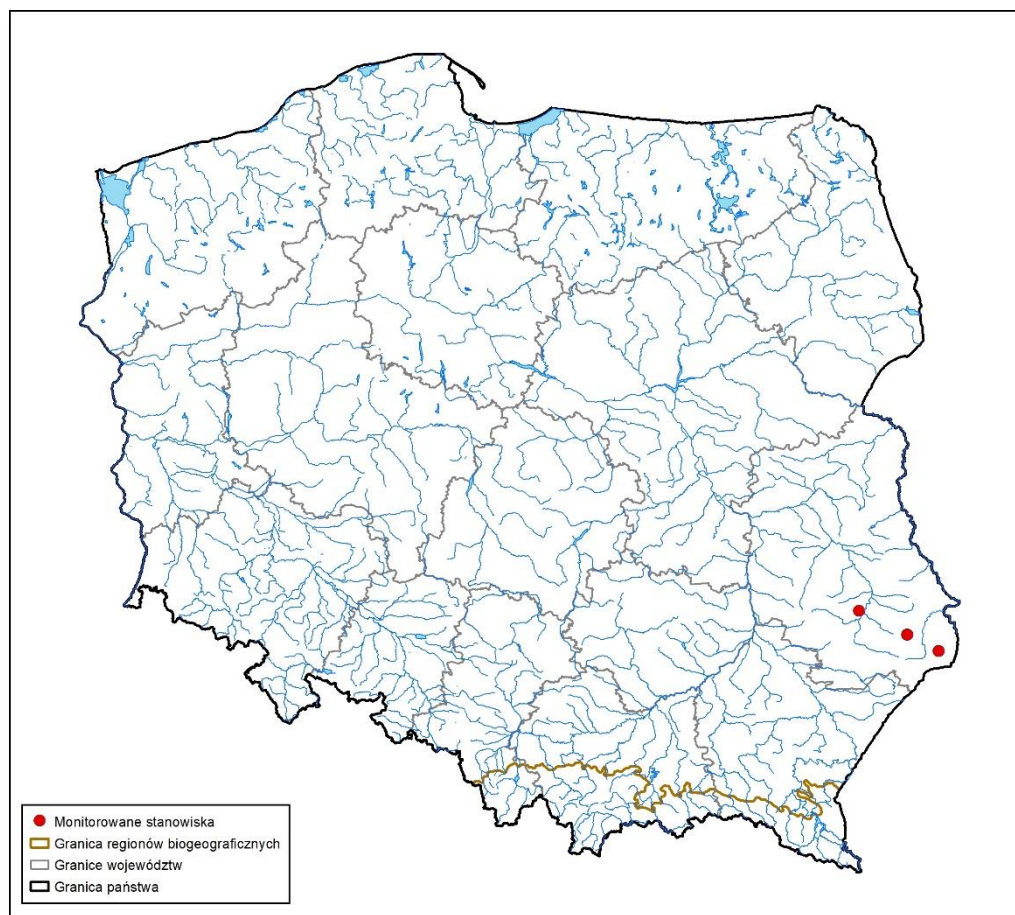 Monitorowane stanowiska
Granica regionów biogeograficznych
Granice województw
Granica państwa